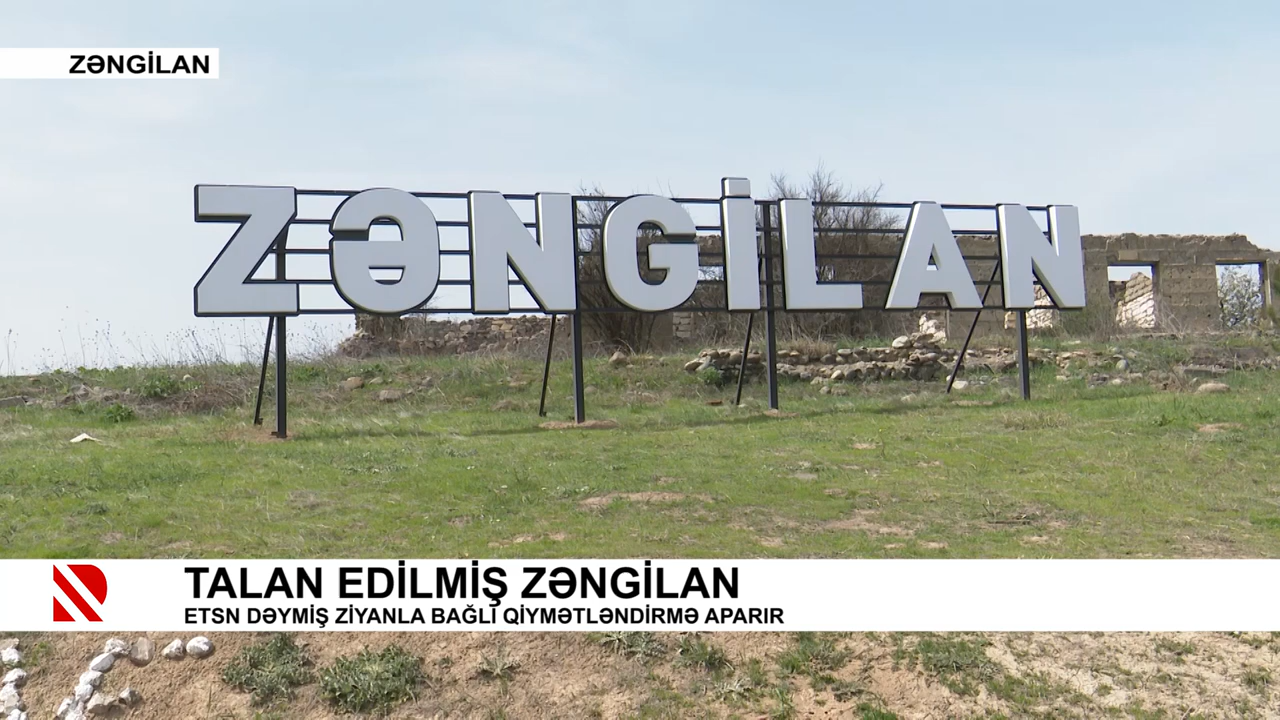 ZƏNGİLAN
ZƏNGİLAN
TALAN EDİLMİŞ ZƏNGİLAN
ETSN DƏYMİŞ ZİYANLA BAĞLI QİYMƏTLƏNDİRMƏ APARIR